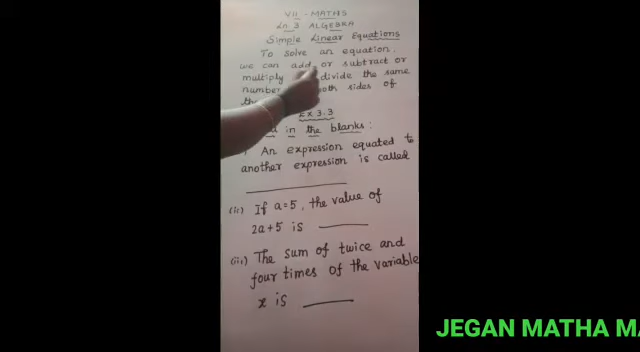 VII - MATHS
Ln. 3 ALGEBRA
Simple Linear Equations
To solve an equation,
we can add or subtract or
multiply divide the same
number both sides of
Ex 3.3
in the blanks :
An expression equated to
another expression is called
(ii) If a=5, the value of
2a+5 is
(iii) The sum of twice and
four times of the variable
x is
JEGAN MATHA MA